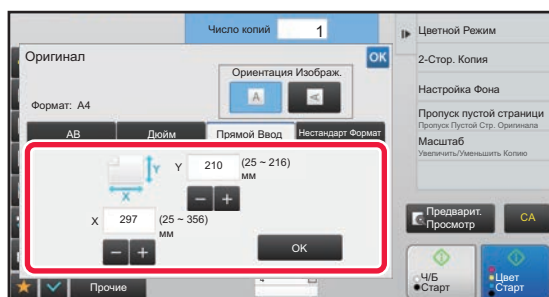 Число копий 1
Оригинал
OK
Ориентация Изображ.
A A
Формат: A4
AB
Дюйм
Прямой Ввод
Нестандарт Формат
Y 210 (25 ~ 216)
мм
Y
X
− +
X 297 (25 ~ 356)
мм
− +
OK
Прочие
Цветной Режим
2-Стор. Копия
Настройка Фона
Пропуск пустой страници
Пропуск Пустой Стр. Оригинала
Масштаб
Увеличить/Уменьшить Копию
Предварит.
Просмотр
CA
Ч/Б
Старт
Цвет
Старт